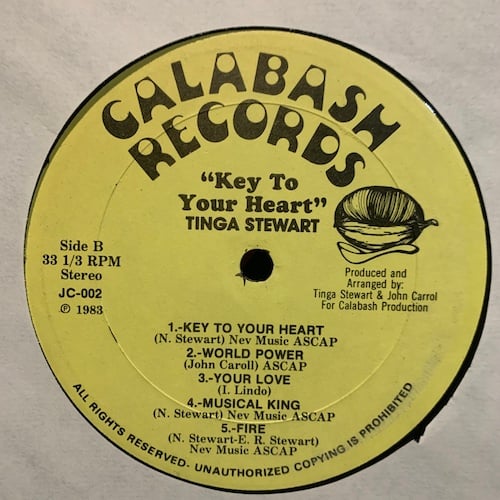 CALABASH
RECORDS
"Key To
Your Heart"
TINGA STEWART
Side B
33 1/3 RPM
Stereo
JC-002
℗ 1983
Produced and
Arranged by:
Tinga Stewart & John Carrol
For Calabash Production
1.-KEY TO YOUR HEART
(N. Stewart) Nev Music ASCAP
2.-WORLD POWER
(John Caroll) ASCAP
3.-YOUR LOVE
(I. Lindo)
4.-MUSICAL KING
(N. Stewart) Nev Music ASCAP
5.-FIRE
(N. Stewart-E. R. Stewart)
Nev Music ASCAP
ALL RIGHTS RESERVED- UNAUTHORIZED COPYING IS PROHIBITED